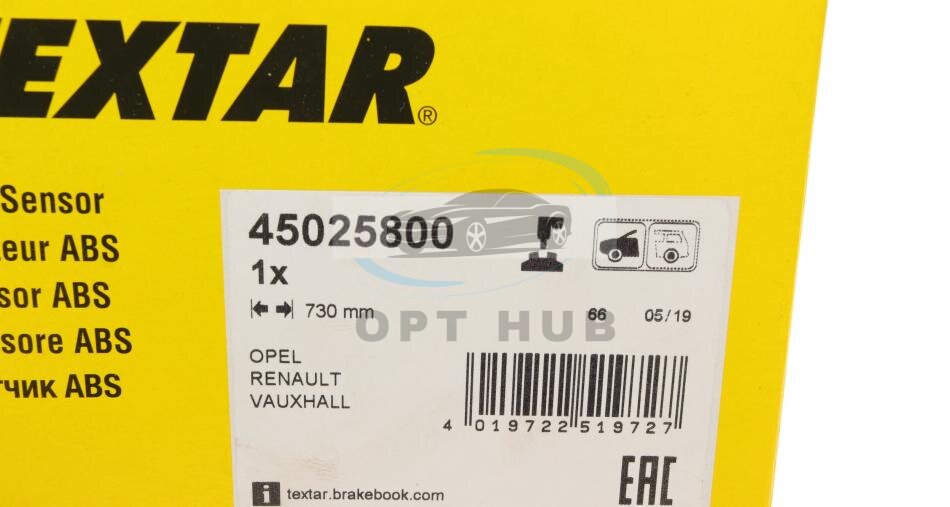 TEXTAR®
Sensor
teur ABS
sor ABS
sore ABS
тчик ABS
45025800
1x
730 mm
66 05/19
OPT HUB
OPEL
RENAULT
VAUXHALL
4 019722 519727
i textar.brakebook.com
EAC